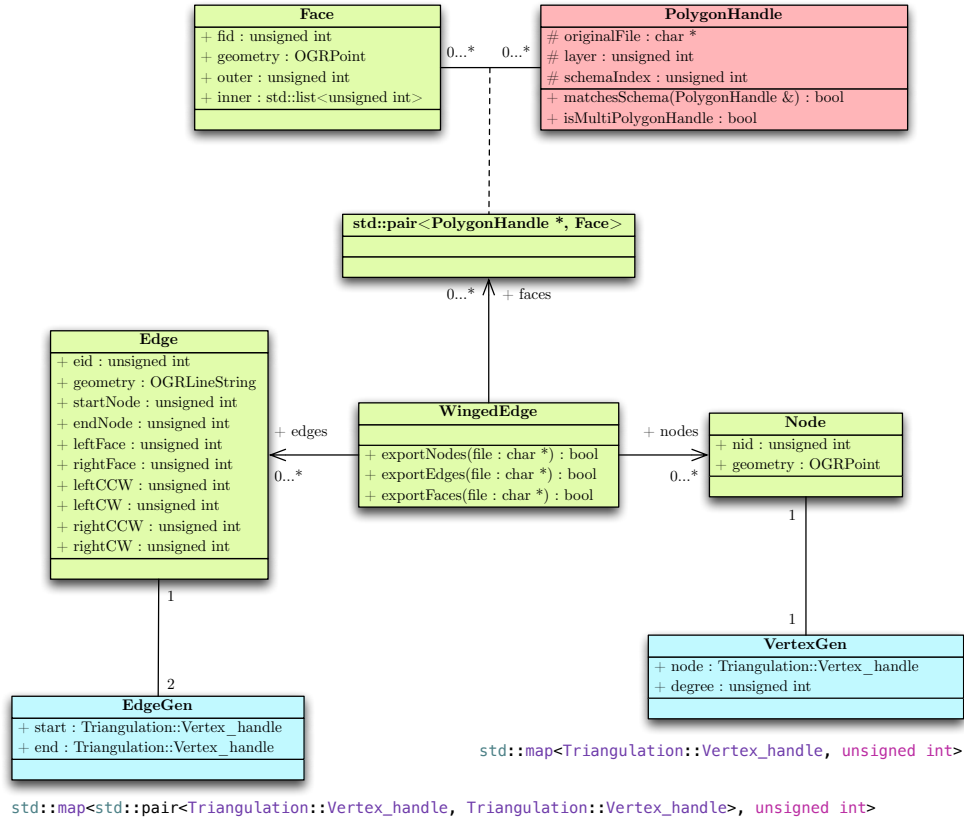 Face
+ fid : unsigned int
+ geometry : OGRPoint
+ outer : unsigned int
+ inner : std::list<unsigned int>
0...*
0...*
PolygonHandle
# originalFile : char *
# layer : unsigned int
# schemaIndex : unsigned int
+ matchesSchema(PolygonHandle &) : bool
+ isMultiPolygonHandle : bool
std::pair<PolygonHandle *, Face>
0...*
+ faces
Edge
+ eid : unsigned int
+ geometry : OGRLineString
+ startNode : unsigned int
+ endNode : unsigned int
+ leftFace : unsigned int
+ rightFace : unsigned int
+ leftCCW : unsigned int
+ leftCW : unsigned int
+ rightCCW : unsigned int
+ rightCW : unsigned int
+ edges
0...*
WingedEdge
+ exportNodes(file : char *) : bool
+ exportEdges(file : char *) : bool
+ exportFaces(file : char *) : bool
+ nodes
0...*
Node
+ nid : unsigned int
+ geometry : OGRPoint
1
1
VertexGen
+ node : Triangulation::Vertex_handle
+ degree : unsigned int
1
2
EdgeGen
+ start : Triangulation::Vertex_handle
+ end : Triangulation::Vertex_handle
std::map<Triangulation::Vertex_handle, unsigned int>
std::map<std::pair<Triangulation::Vertex_handle, Triangulation::Vertex_handle>, unsigned int>